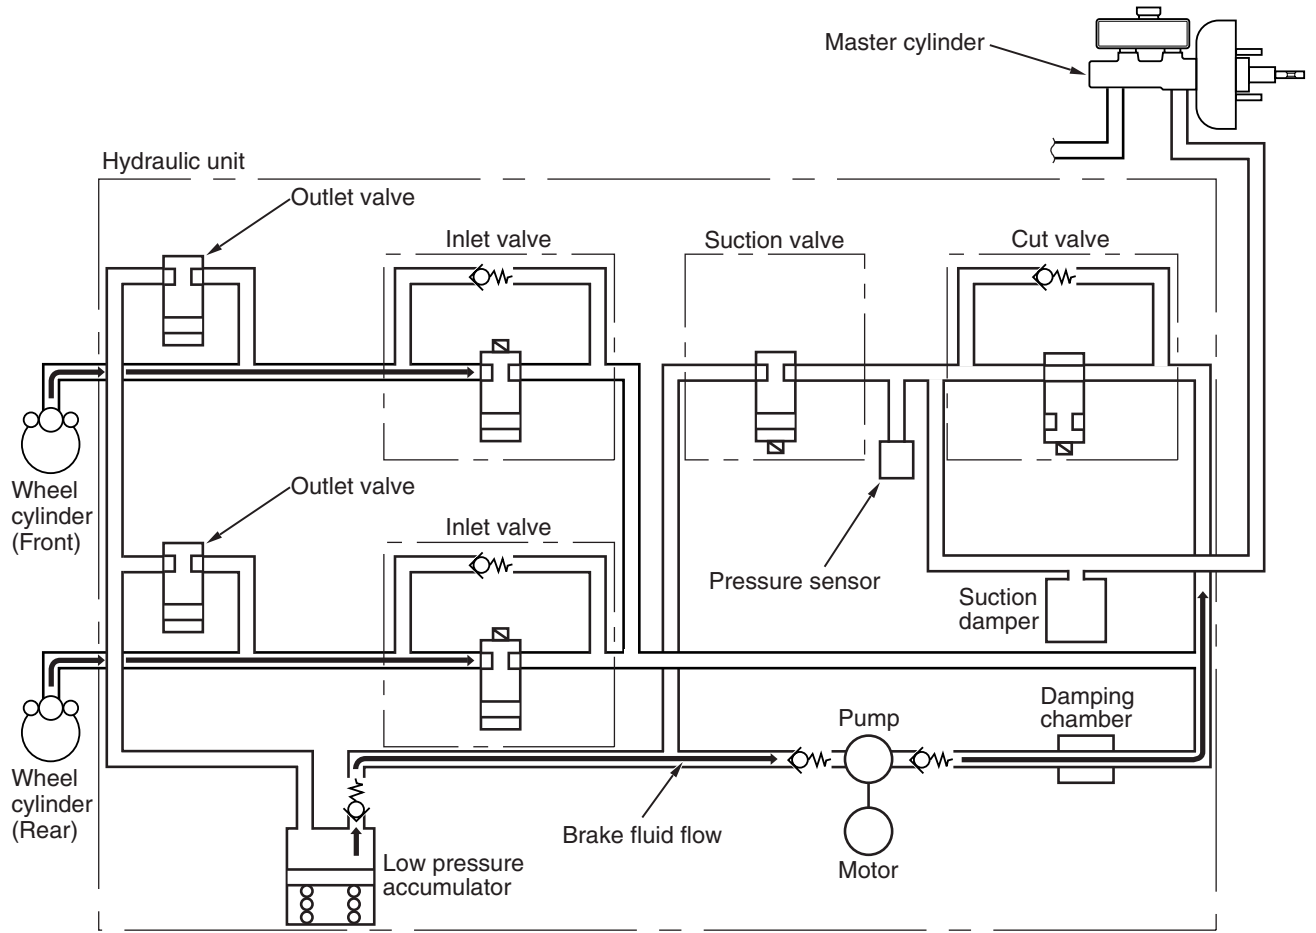 Master cylinder
Hydraulic unit
Outlet valve
Inlet valve
Suction valve
Cut valve
Wheel
cylinder
(Front)
Outlet valve
Inlet valve
Pressure sensor
Suction
damper
Damping
chamber
Pump
Wheel
cylinder
(Rear)
Brake fluid flow
Low pressure
accumulator
Motor